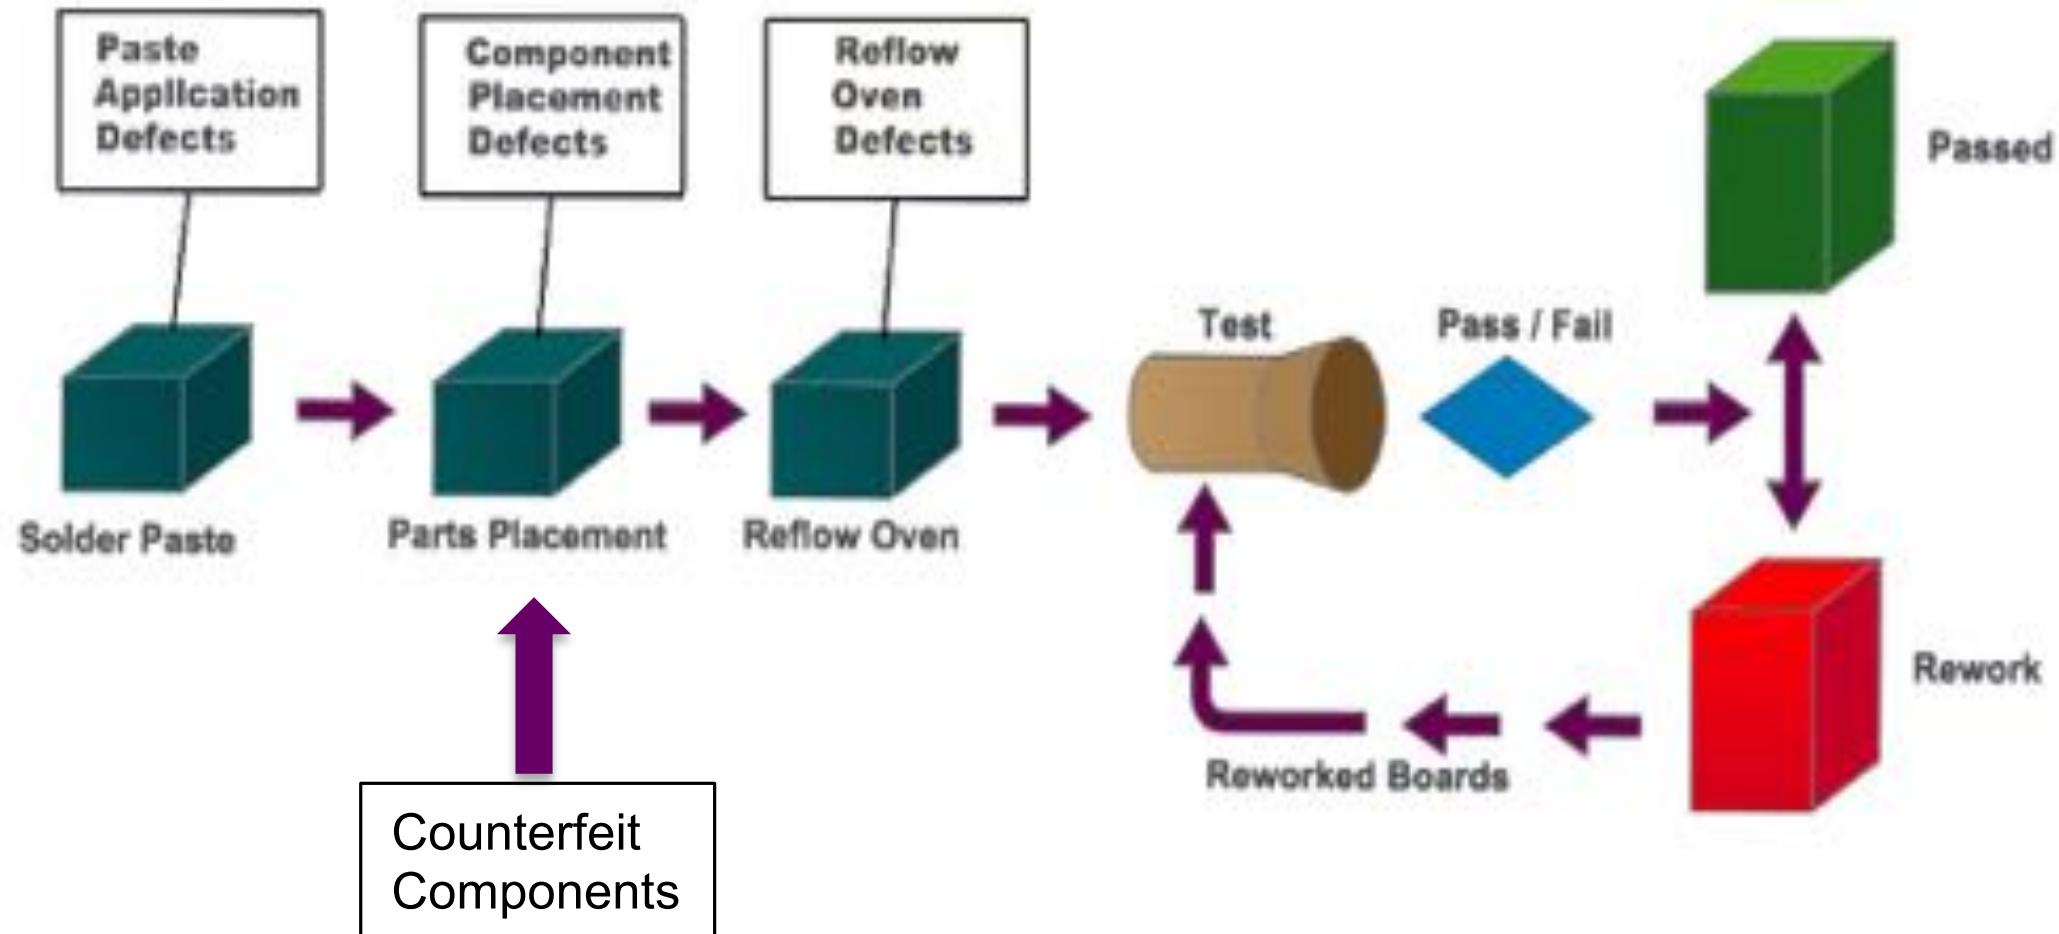 Paste
Application
Defects
Component
Placement
Defects
Reflow
Oven
Defects
Passed
Test
Pass / Fail
Solder Paste
Parts Placement
Reflow Oven
Rework
Reworked Boards
Counterfeit
Components